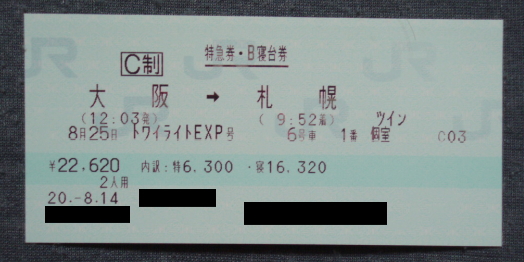 特急券・B寝台券
C制
大阪 → 札幌
(12:03発) ( 9:52着) ツイン
8月25日 トワイライトEXP号 6号車 1番 個室 C03
¥22,620 内訳:特6,300 ・寝16,320
2人用
20.-8.14